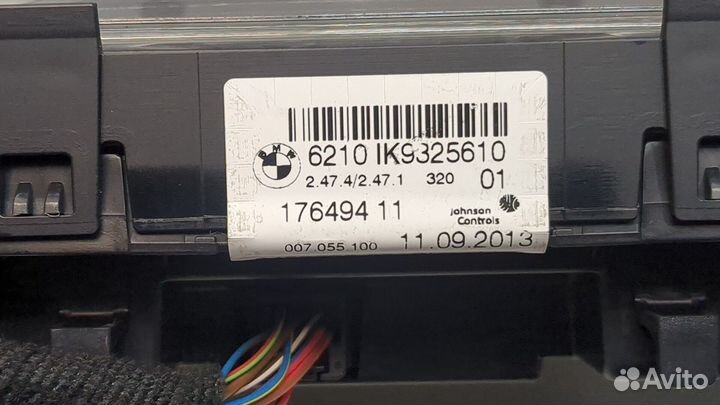 BMW
6210 IK9325610
2.47.4/2.47.1 320 01
176494 11
Johnson
Controls
007.055 100 11.09.2013
Avito